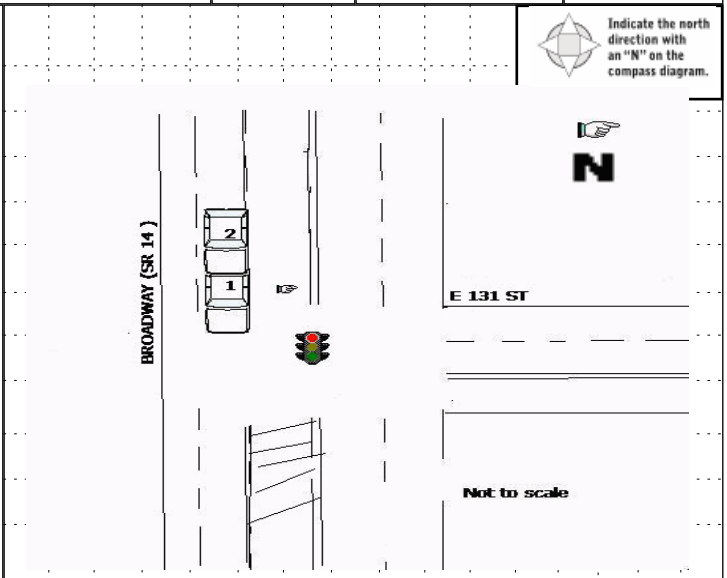 Indicate the north
direction with
an "N" on the
compass diagram.
N
BROADWAY (SR 14 )
2
1
E 131 ST
Not to scale